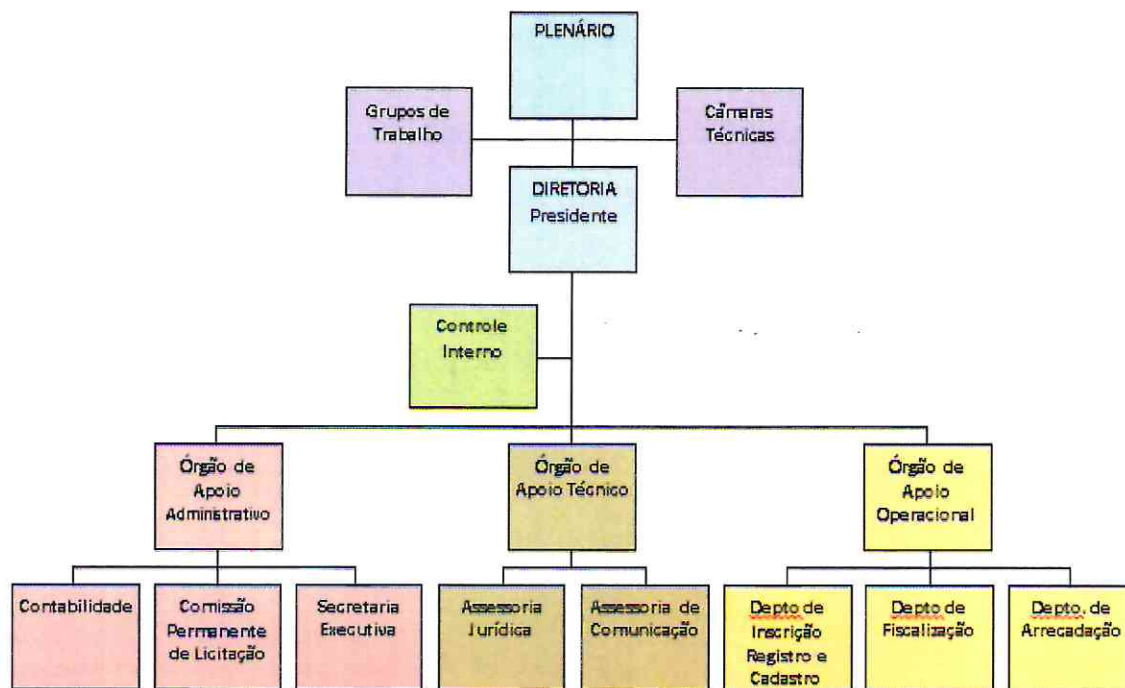 PLENÁRIO
Grupos de
Trabalho
Câmaras
Técnicas
DIRETORIA
Presidente
Controle
Interno
Órgão de
Apoio
Administrativo
Órgão de
Apoio Técnico
Órgão de
Apoio
Operacional
Contabilidade
Comissão
Permanente
de Licitação
Secretaria
Executiva
Assessoria
Jurídica
Assessoria de
Comunicação
Depto de
Inscrição
Registro e
Cadastro
Depto de
Fiscalização
Depto. de
Arrecadação